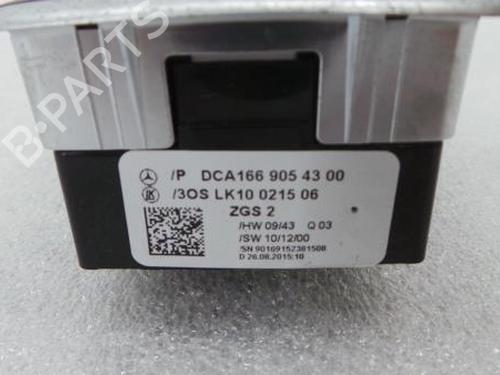 B-PARTS
/P DCA166 905 43 00
/3OS LK10 0215 06
ZGS 2
/HW 09/43 Q 03
/SW 10/12/00
/SN 90169152381508
D 26.08.2015:10